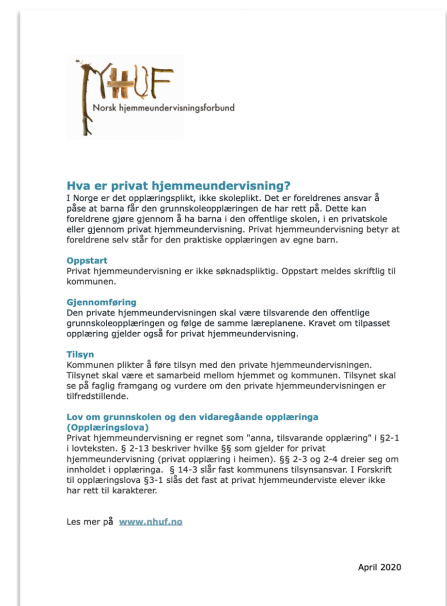 NHUF
Norsk hjemmeundervisningsforbund
Hva er privat hjemmeundervisning?
I Norge er det opplæringsplikt, ikke skoleplikt. Det er foreldrenes ansvar å
påse at barna får den grunnskoleopplæringen de har rett på. Dette kan
foreldrene gjøre gjennom å ha barna i den offentlige skolen, i en privatskole
eller gjennom privat hjemmeundervisning. Privat hjemmeundervisning betyr at
foreldrene selv står for den praktiske opplæringen av egne barn.
Oppstart
Privat hjemmeundervisning er ikke søknadspliktig. Oppstart meldes skriftlig til
kommunen.
Gjennomføring
Den private hjemmeundervisningen skal være tilsvarende den offentlige
grunnskoleopplæringen og følge de samme læreplanene. Kravet om tilpasset
opplæring gjelder også for privat hjemmeundervisning.
Tilsyn
Kommunen plikter å føre tilsyn med den private hjemmeundervisningen.
Tilsynet skal være et samarbeid mellom hjemmet og kommunen. Tilsynet skal
se på faglig framgang og vurdere om den private hjemmeundervisningen er
tilfredstillende.
Lov om grunnskolen og den vidaregåande opplæringa
(Opplæringslova)
Privat hjemmeundervisning er regnet som "anna, tilsvarande opplæring" i §2-1
i lovteksten. § 2-13 beskriver hvilke §§ som gjelder for privat
hjemmeundervisning (privat opplæring i heimen). §§ 2-3 og 2-4 dreier seg om
innholdet i opplæringa. § 14-3 slår fast kommunens tilsynsansvar. I Forskrift
til opplæringslova §3-1 slås det fast at privat hjemmeunderviste elever ikke
har rett til karakterer.
Les mer på www.nhuf.no
April 2020